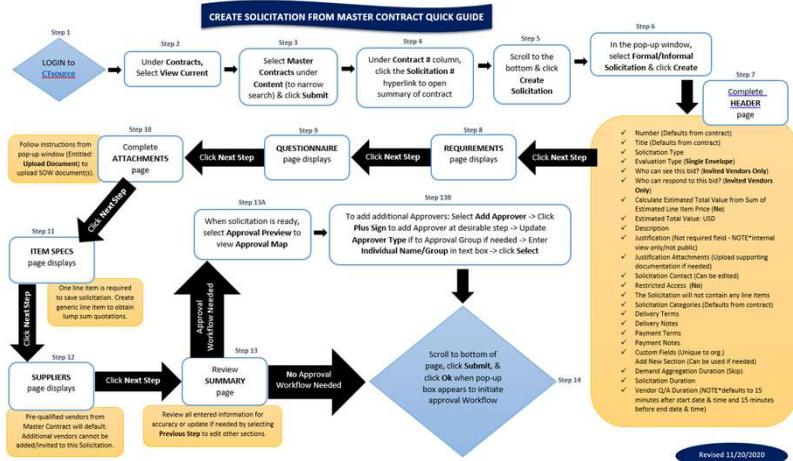 CREATE SOLICITATION FROM MASTER CONTRACT QUICK GUIDE
Step 1
LOGIN to
CTsource
Step 2
Under Contracts,
Select View Current
Step 3
Select Master
Contracts under
Content (to narrow
search) & click Submit
Step 4
Under Contract # column,
click the Solicitation #
hyperlink to open
summary of contract
Step 5
Scroll to the
bottom & click
Create
Solicitation
Step 6
In the pop-up window,
select Formal/Informal
Solicitation & click Create
Step 7
Complete
HEADER
page
✓ Number (Defaults from contract)
✓ Title (Defaults from contract)
✓ Solicitation Type
✓ Evaluation Type (Single Envelope)
✓ Who can see this bid? (Invited Vendors Only)
✓ Who can respond to this bid? (Invited Vendors
Only)
✓ Calculate Estimated Total Value from Sum of
Estimated Line Item Price (No)
✓ Estimated Total Value: USD
✓ Description
✓ Justification (Not required field - NOTE*internal
view only/not public)
✓ Justification Attachments (Upload supporting
documentation if needed)
✓ Solicitation Contact (Can be edited)
✓ Restricted Access (No)
✓ The Solicitation will not contain any line items
✓ Solicitation Categories (Defaults from contract)
✓ Delivery Terms
✓ Delivery Notes
✓ Payment Terms
✓ Payment Notes
✓ Custom Fields (Unique to org.)
Add New Section (Can be used if needed)
✓ Demand Aggregation Duration (Skip)
✓ Solicitation Duration
✓ Vendor Q/A Duration (NOTE*defaults to 15
minutes after start date & time and 15 minutes
before end date & time)
Click Next Step
Step 8
REQUIREMENTS
page displays
Click Next Step
Step 9
QUESTIONNAIRE
page displays
Click Next Step
Step 10
Complete
ATTACHMENTS
page
Follow instructions from
pop-up window (Entitled:
Upload Document) to
upload SOW document(s).
Click Next Step
Step 11
ITEM SPECS
page displays
One line item is required
to save solicitation. Create
generic line item to obtain
lump sum quotations.
Click Next Step
Step 12
SUPPLIERS
page displays
Pre-qualified vendors from
Master Contract will default.
Additional vendors cannot be
added/invited to this Solicitation.
Click Next Step
Step 13
Review
SUMMARY
page
Review all entered information for
accuracy or update if needed by selecting
Previous Step to edit other sections.
Approval
Workflow Needed
Step 13A
When solicitation is ready,
select Approval Preview to
view Approval Map
Step 13B
To add additional Approvers: Select Add Approver -> Click
Plus Sign to add Approver at desirable step -> Update
Approver Type if to Approval Group if needed -> Enter
Individual Name/Group in text box -> click Select
No Approval
Workflow Needed
Step 14
Scroll to bottom of
page, click Submit, &
click Ok when pop-up
box appears to initiate
approval Workflow
Revised 11/20/2020